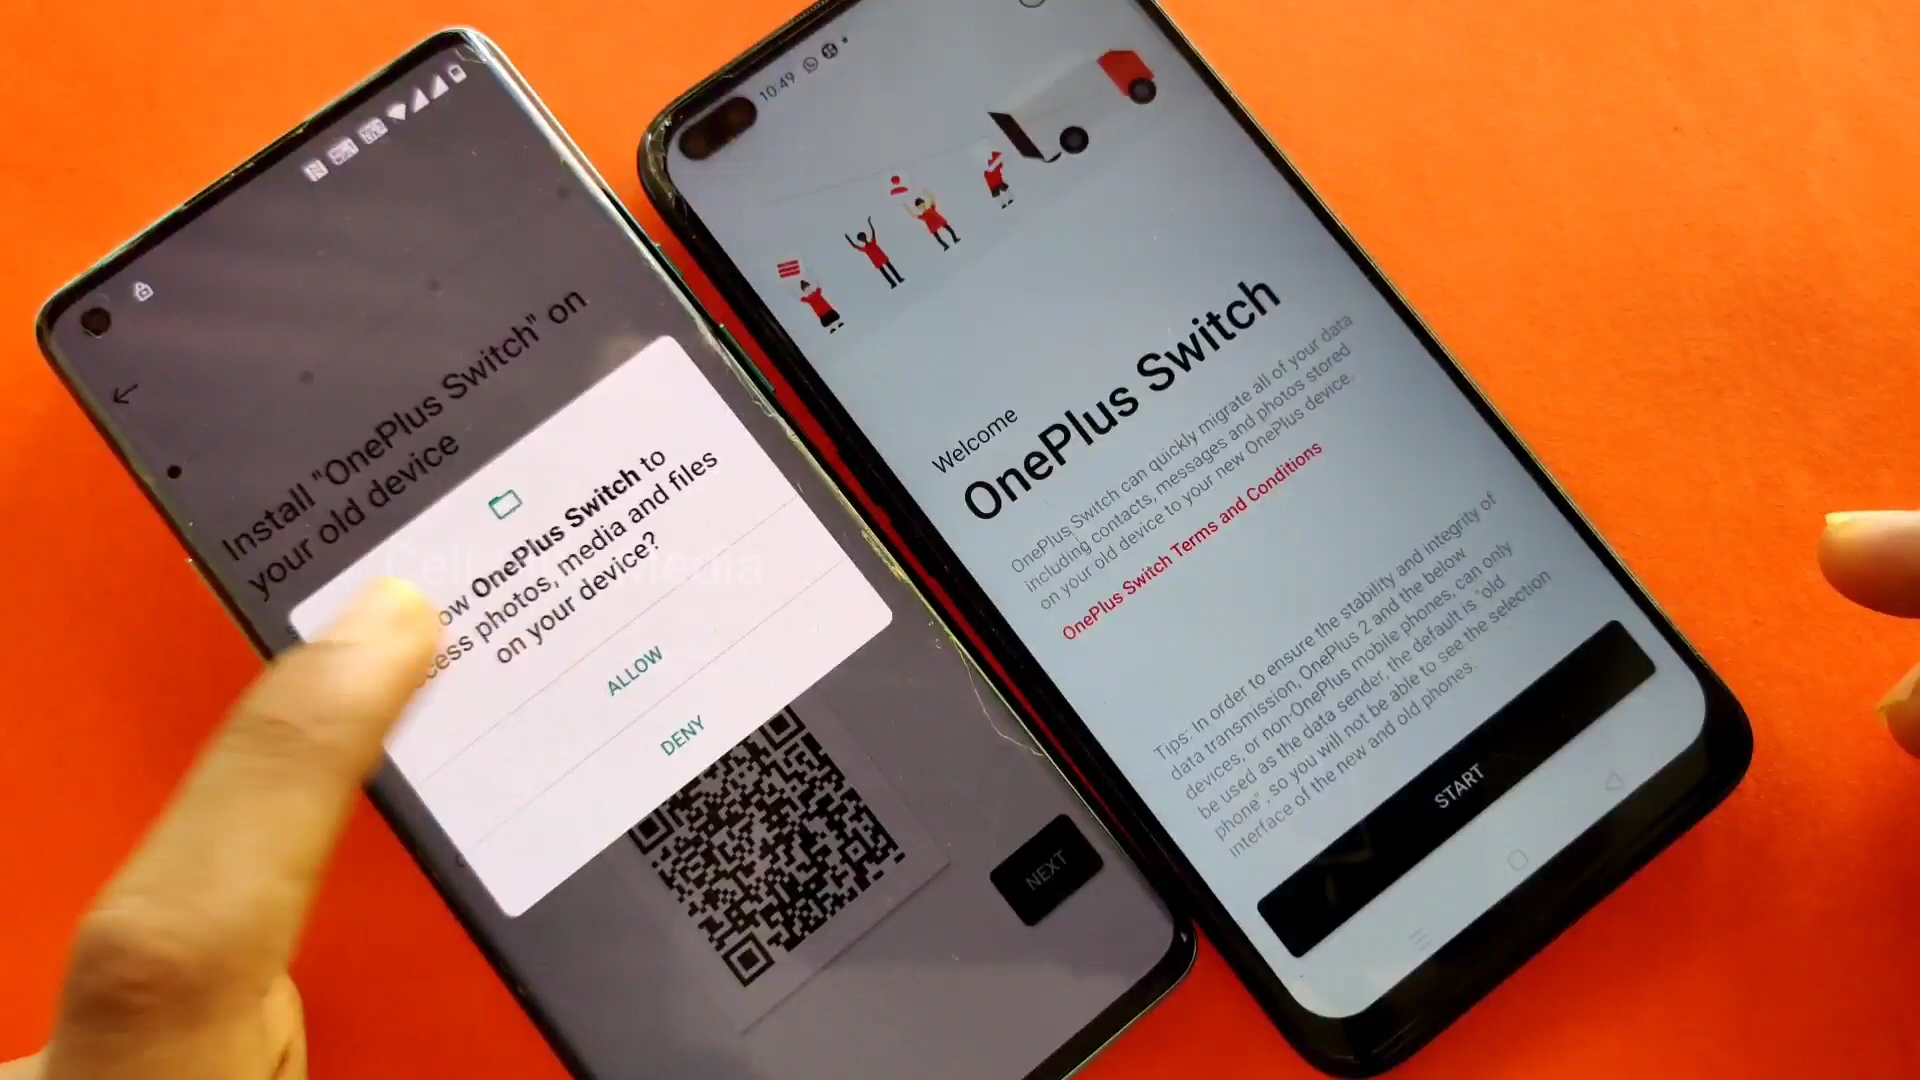 Install "OnePlus Switch" on
your old device
OnePlus Switch to
photos, media and files
on your device?
ALLOW
DENY
NEXT
10:49
Welcome
OnePlus Switch
OnePlus Switch can quickly migrate all of your data
including contacts, messages and photos stored
on your old device to your new OnePlus device.
OnePlus Switch Terms and Conditions
Tips: In order to ensure the stability and integrity of
data transmission, OnePlus 2 and the below
devices, or non-OnePlus mobile phones, can only
be used as the data sender, the default is "old
phone", so you will not be able to see the selection
interface of the new and old phones.
START